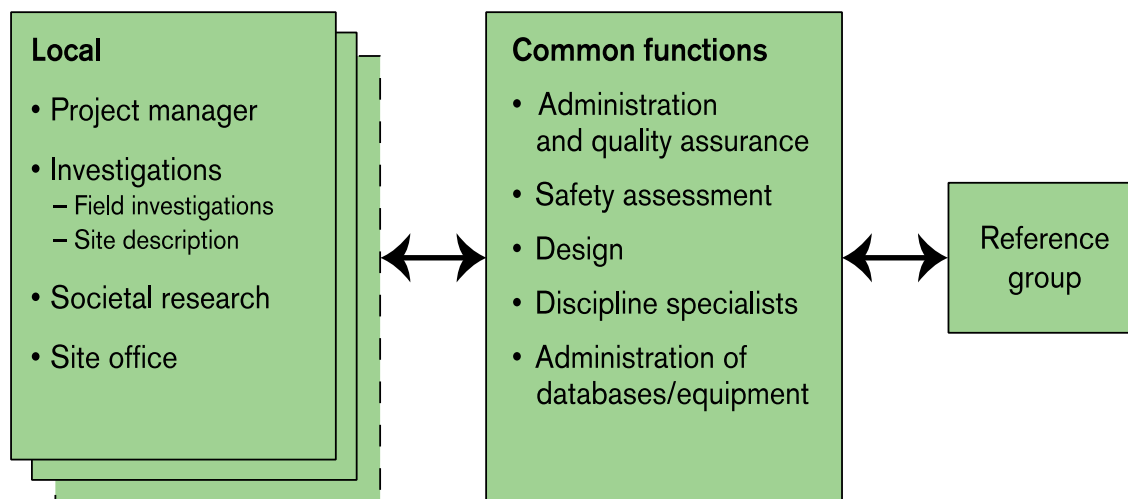 Local
• Project manager
• Investigations
– Field investigations
– Site description
• Societal research
• Site office
Common functions
• Administration
and quality assurance
• Safety assessment
• Design
• Discipline specialists
• Administration of
databases/equipment
Reference
group